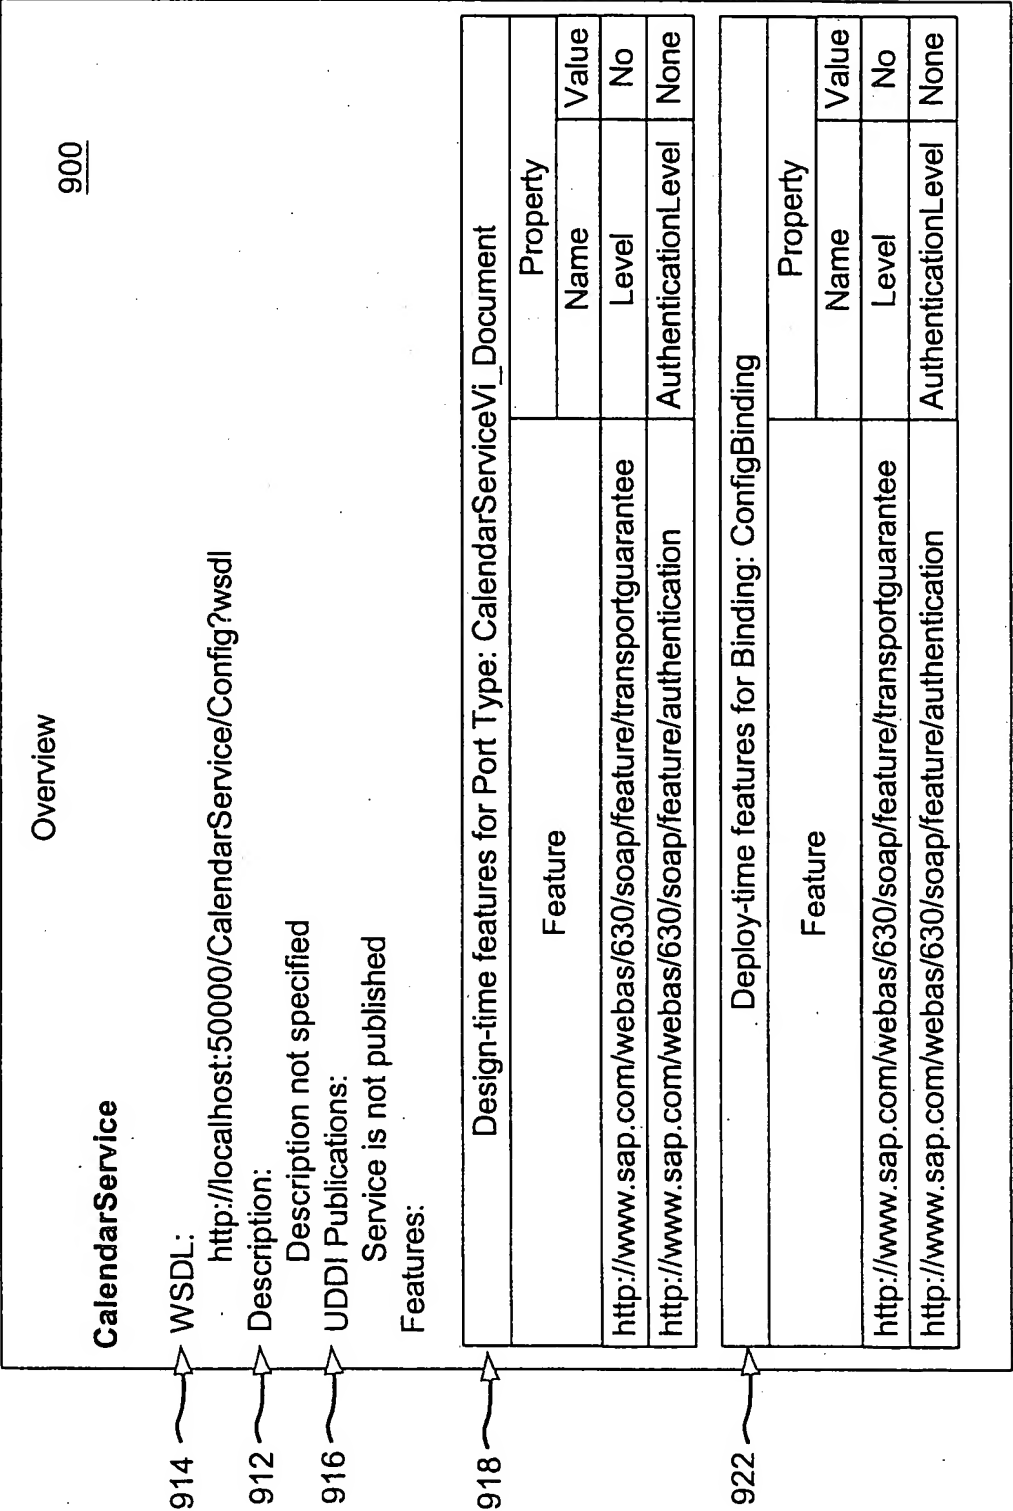 Overview
900
CalendarService
914
WSDL:
http://localhost:50000/CalendarService/Config?wsdl
912
Description:
Description not specified
916
UDDI Publications:
Service is not published
Features:
918
Design-time features for Port Type: CalendarServiceVi_Document
Feature
Property
Name Value
http://www.sap.com/webas/630/soap/feature/transportguarantee Level No
http://www.sap.com/webas/630/soap/feature/authentication AuthenticationLevel None
922
Deploy-time features for Binding: ConfigBinding
Feature
Property
Name Value
http://www.sap.com/webas/630/soap/feature/transportguarantee Level No
http://www.sap.com/webas/630/soap/feature/authentication AuthenticationLevel None